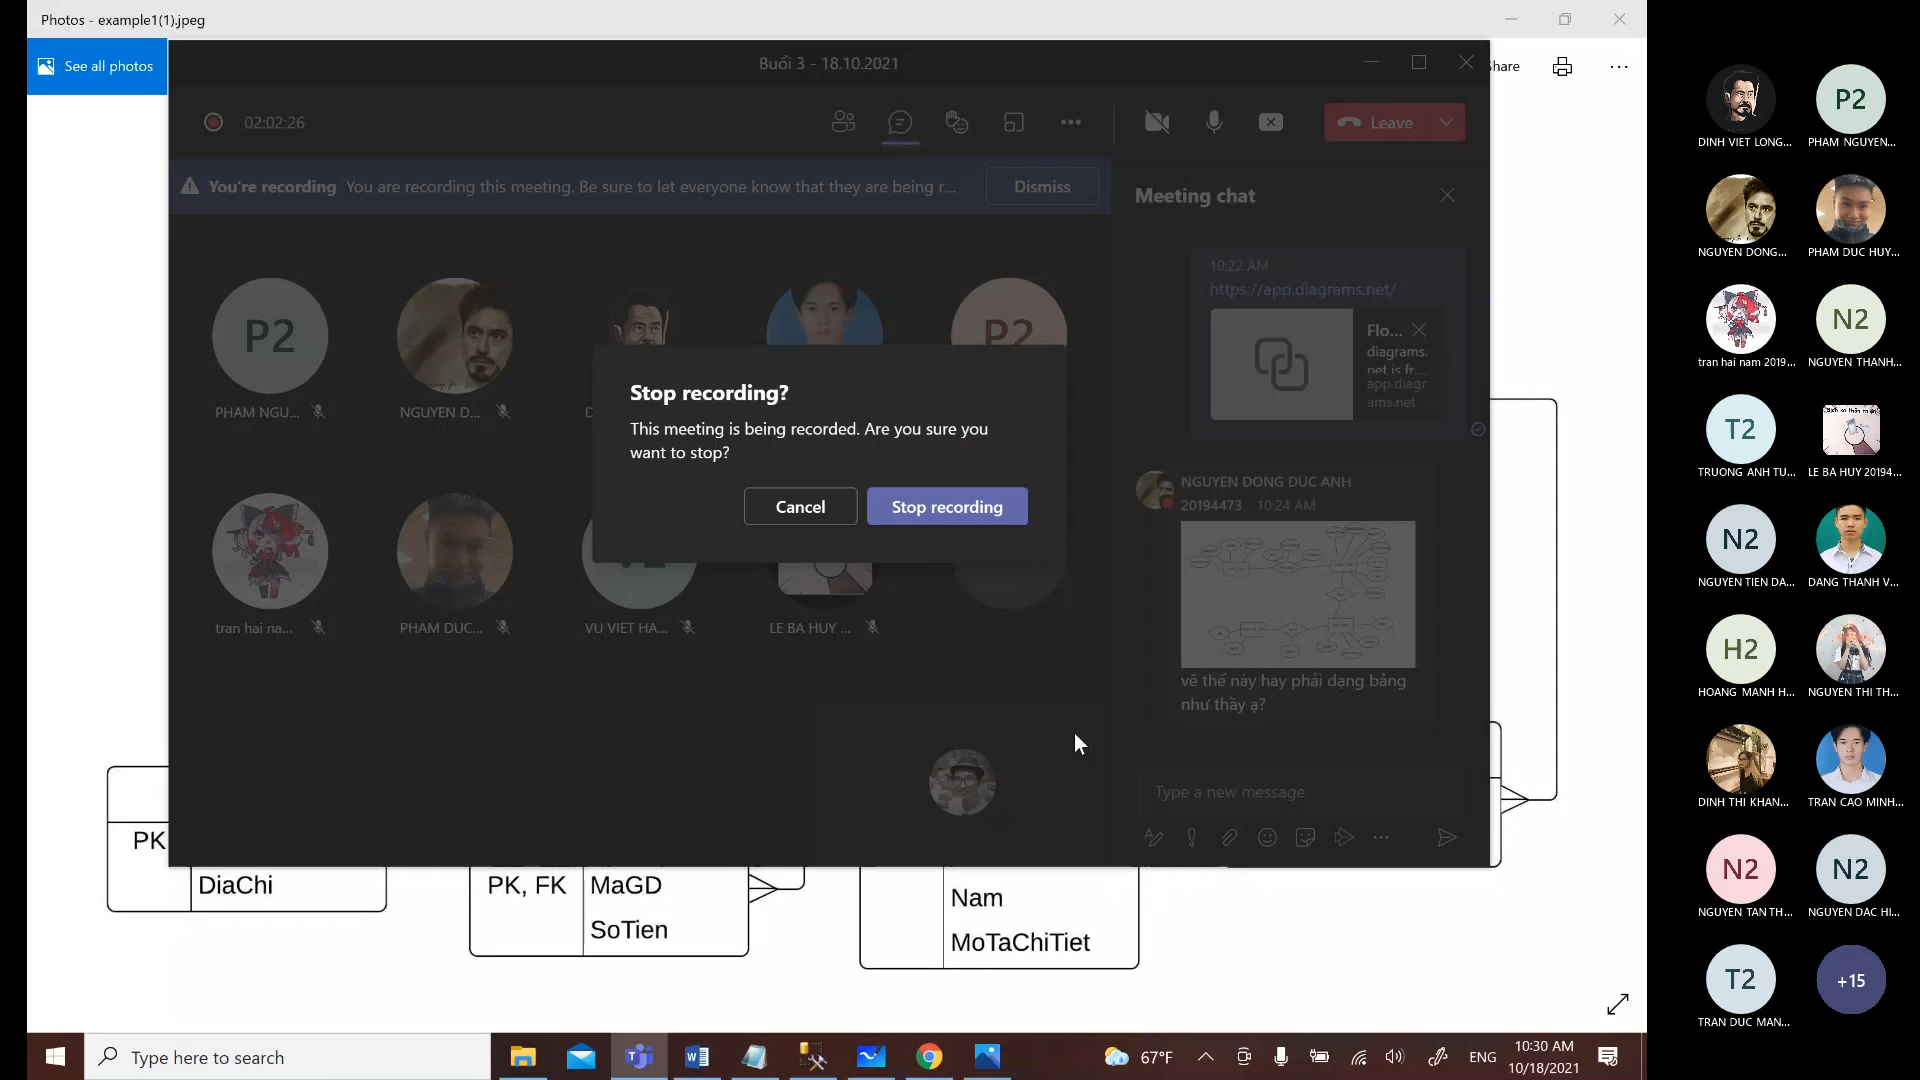 Photos - example1(1).jpeg
See all photos
hare
Buổi 3 - 18.10.2021
02:02:26
Leave
You're recording You are recording this meeting. Be sure to let everyone know that they are being r...
Dismiss
Meeting chat
10:22 AM
https://app.diagrams.net/
Flo...
diagrams.
net is fr...
app.diagr
ams.net
P2
P2
PHAM NGU...
NGUYEN D...
Stop recording?
This meeting is being recorded. Are you sure you
want to stop?
Cancel
Stop recording
NGUYEN DONG DUC ANH
20194473 10:24 AM
vẽ thế này hay phải dạng bảng
như thầy ạ?
tran hai na...
PHAM DUC...
VU VIET HA...
LE BA HUY ...
Type a new message
PK
DiaChi
PK, FK
MaGD
SoTien
Nam
MoTaChiTiet
P2
DINH VIET LONG...
PHAM NGUYEN...
NGUYEN DONG...
PHAM DUC HUY...
N2
tran hai nam 2019...
NGUYEN THANH...
T2
TRUONG ANH TU...
LE BA HUY 20194...
N2
NGUYEN TIEN DA...
DANG THANH V...
H2
HOANG MANH H...
NGUYEN THI TH...
DINH THI KHAN...
TRAN CAO MINH...
N2
N2
NGUYEN TAN TH...
NGUYEN DAC HI...
T2
+15
TRAN DUC MAN...
Type here to search
67°F
ENG
10:30 AM
10/18/2021